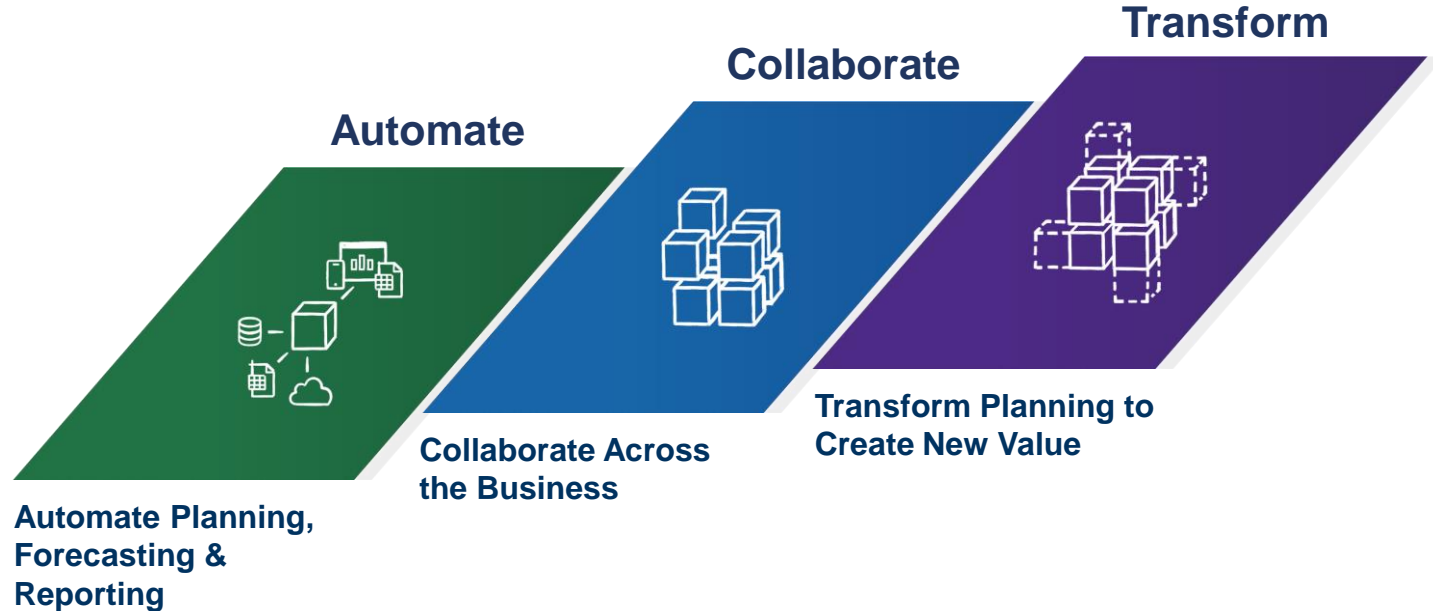 Automate
Automate Planning,
Forecasting &
Reporting
Collaborate
Collaborate Across
the Business
Transform
Transform Planning to
Create New Value